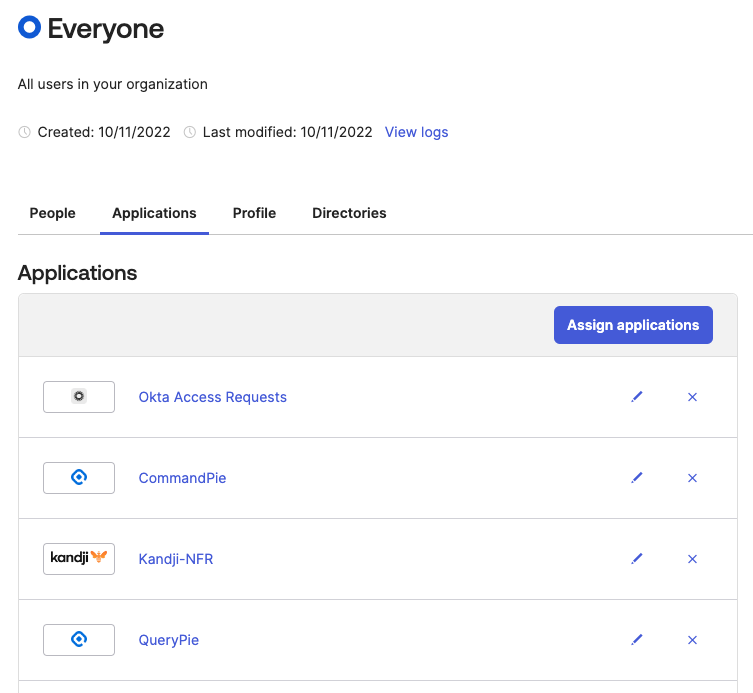 Everyone
All users in your organization
Created: 10/11/2022 Last modified: 10/11/2022 View logs
People Applications Profile Directories
Applications
Assign applications
Okta Access Requests
CommandPie
kandji Kandji-NFR
QueryPie